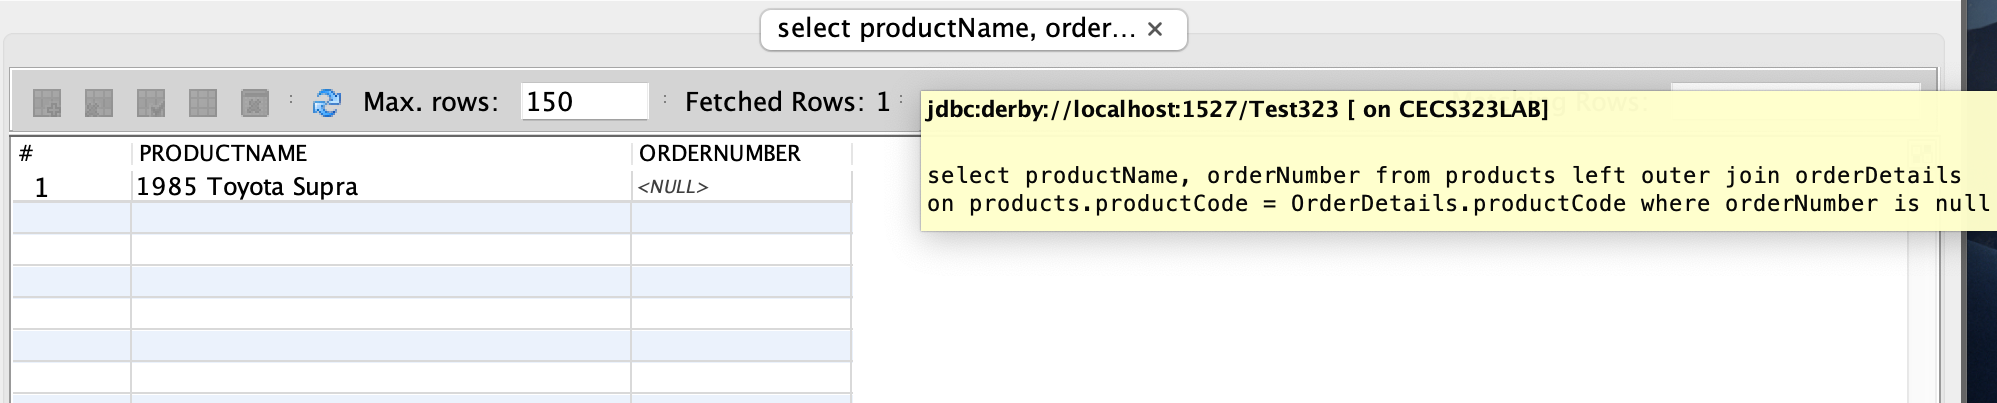 select productName, order... ×
Max. rows: 150 Fetched Rows: 1
jdbc:derby://localhost:1527/Test323 [ on CECS323LAB]
select productName, orderNumber from products left outer join orderDetails
on products.productCode = OrderDetails.productCode where orderNumber is null
# PRODUCTNAME ORDERNUMBER
1 1985 Toyota Supra <NULL>